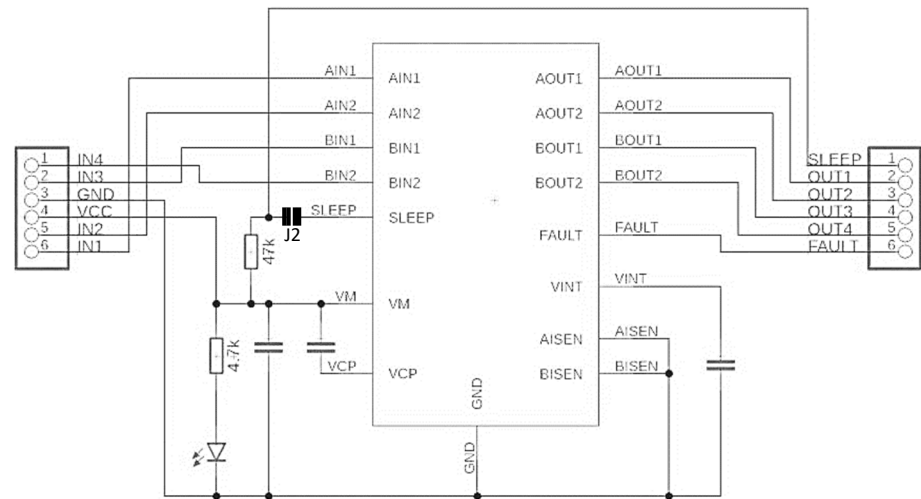 AIN1
AIN1
AOUT1
AOUT1
AIN2
AIN2
AOUT2
AOUT2
BIN1
BIN1
BOUT1
BOUT1
1
IN4
SLEEP
1
BIN2
BIN2
BOUT2
BOUT2
2
IN3
OUT1
2
3
GND
OUT2
3
4
VCC
SLEEP
SLEEP
OUT3
4
J2
5
IN2
FAULT
FAULT
OUT4
5
6
IN1
FAULT
6
47k
VINT
VINT
VM
VM
AISEN
AISEN
4.7k
VCP
VCP
BISEN
BISEN
GND
GND